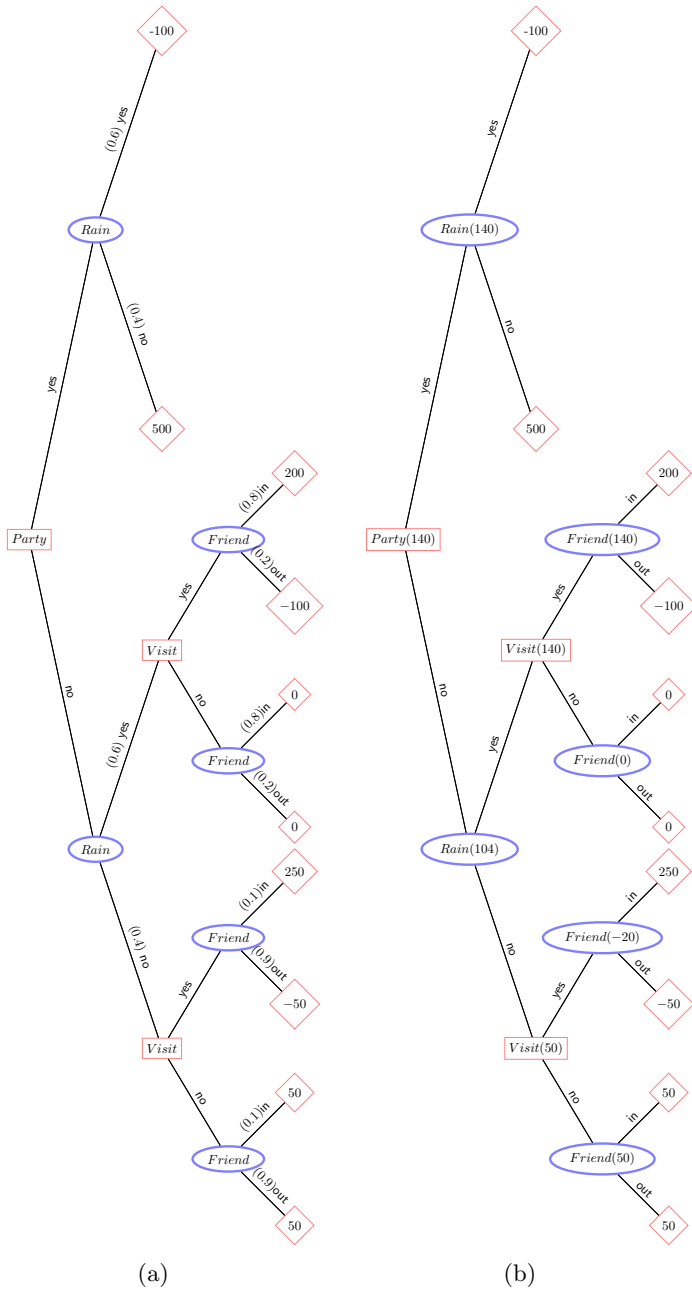 -100
-100
(0.6) yes
yes
Rain
Rain(140)
(0.4) no
no
yes
yes
500
500
200
200
(0.8)in
in
Party
Friend
Party(140)
Friend(140)
(0.2)out
out
yes
yes
−100
−100
Visit
Visit(140)
no
no
0
0
no
no
(0.8)in
in
(0.6) yes
yes
Friend
Friend(0)
(0.2)out
out
0
0
Rain
Rain(104)
250
250
(0.1)in
in
(0.4) no
no
Friend
Friend(−20)
(0.9)out
out
yes
yes
−50
−50
Visit
Visit(50)
no
no
50
50
(0.1)in
in
Friend
Friend(50)
(0.9)out
out
50
50
(a)
(b)